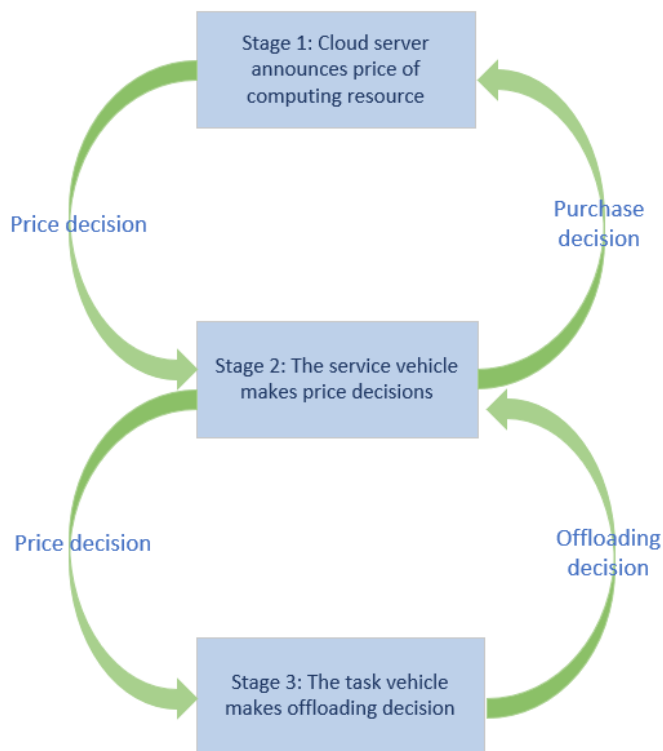 Stage 1: Cloud server
announces price of
computing resource
Price decision
Purchase
decision
Stage 2: The service vehicle
makes price decisions
Price decision
Offloading
decision
Stage 3: The task vehicle
makes offloading decision